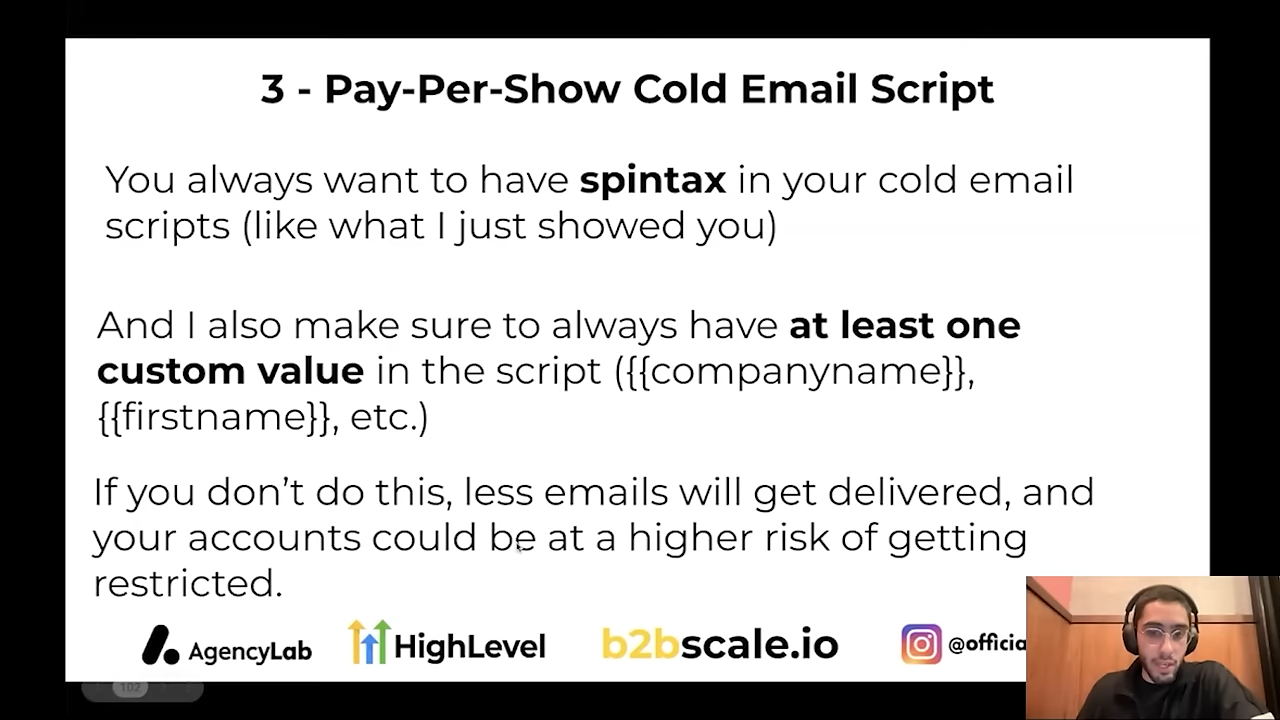 3 - Pay-Per-Show Cold Email Script
You always want to have spintax in your cold email
scripts (like what I just showed you)
And I also make sure to always have at least one
custom value in the script ({{companyname}},
{{firstname}}, etc.)
If you don’t do this, less emails will get delivered, and
your accounts could be at a higher risk of getting
restricted.
AgencyLab HighLevel b2bscale.io @officia
102